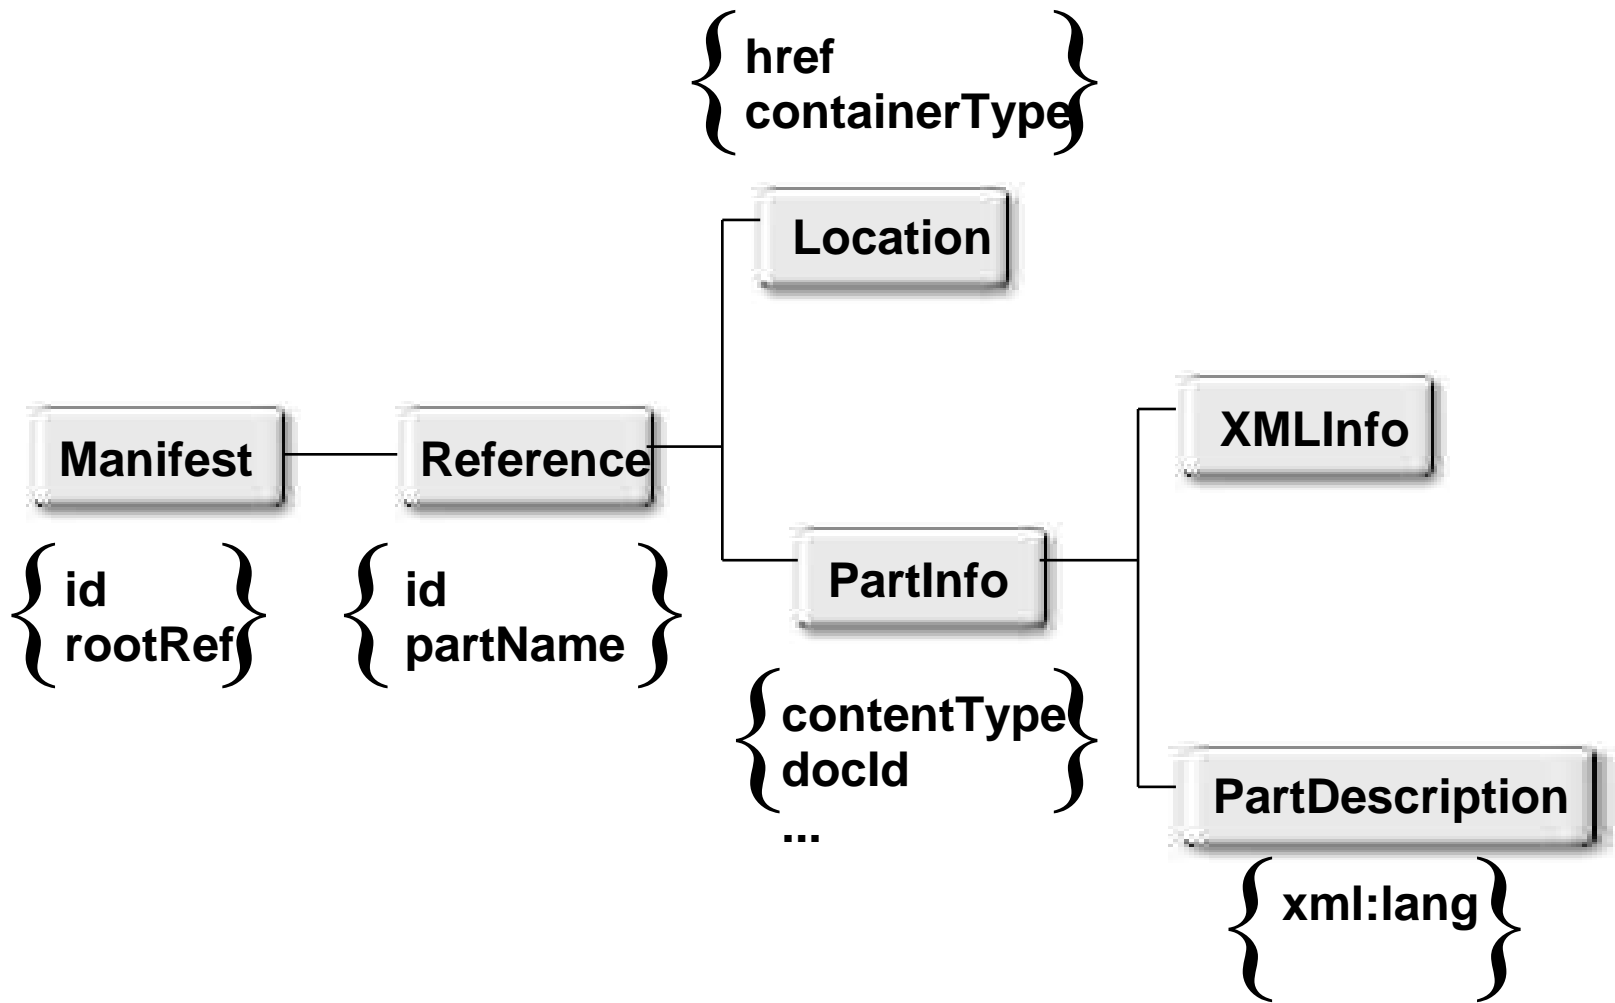 href
containerType
Location
XMLInfo
Manifest
Reference
PartInfo
id
rootRef
id
partName
contentType
docId
...
PartDescription
xml:lang